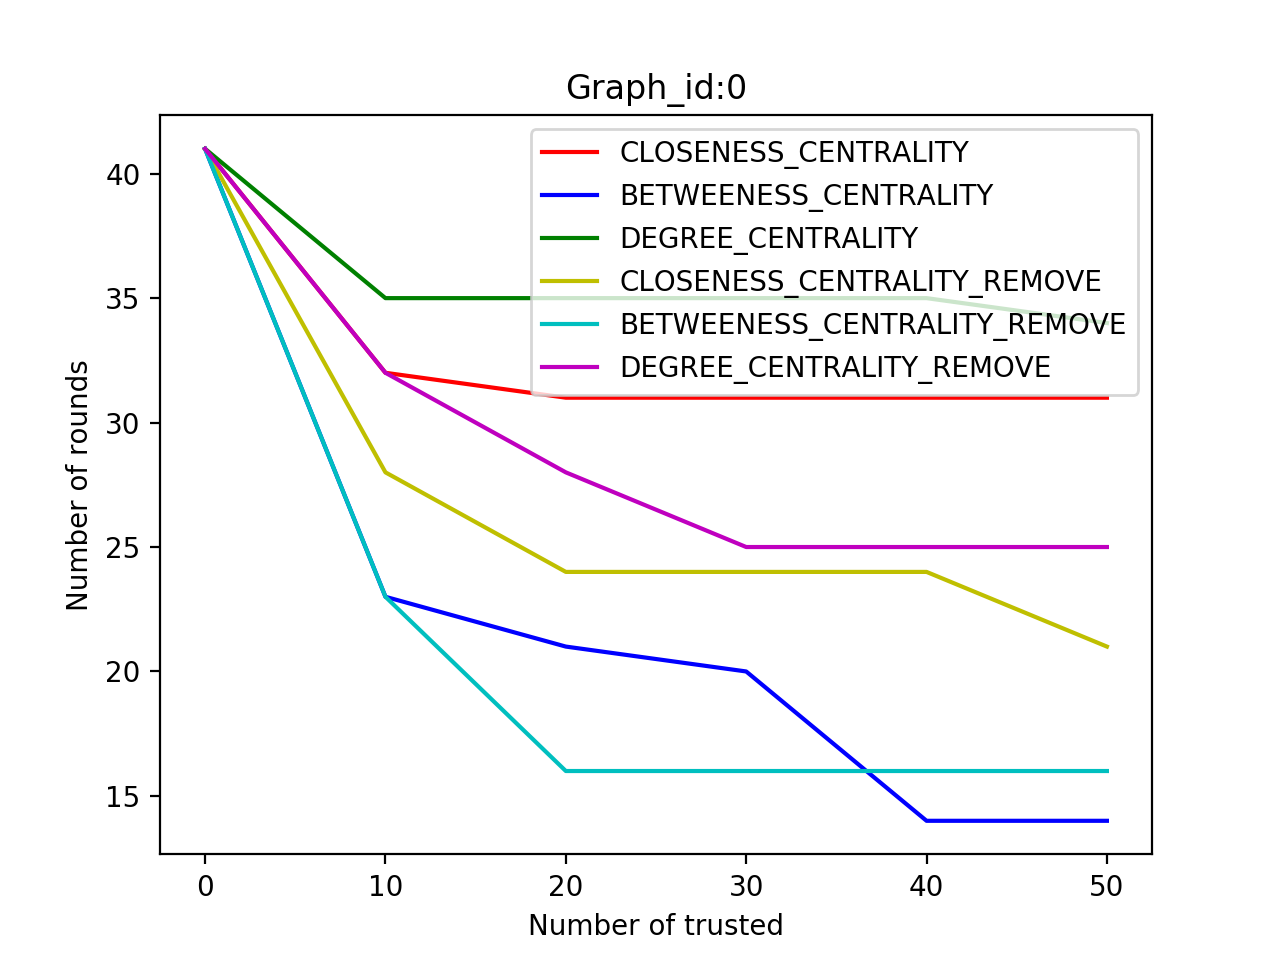 Graph_id:0
CLOSENESS_CENTRALITY
BETWEENESS_CENTRALITY
DEGREE_CENTRALITY
CLOSENESS_CENTRALITY_REMOVE
BETWEENESS_CENTRALITY_REMOVE
DEGREE_CENTRALITY_REMOVE
Number of rounds
40
35
30
25
20
15
0 10 20 30 40 50
Number of trusted